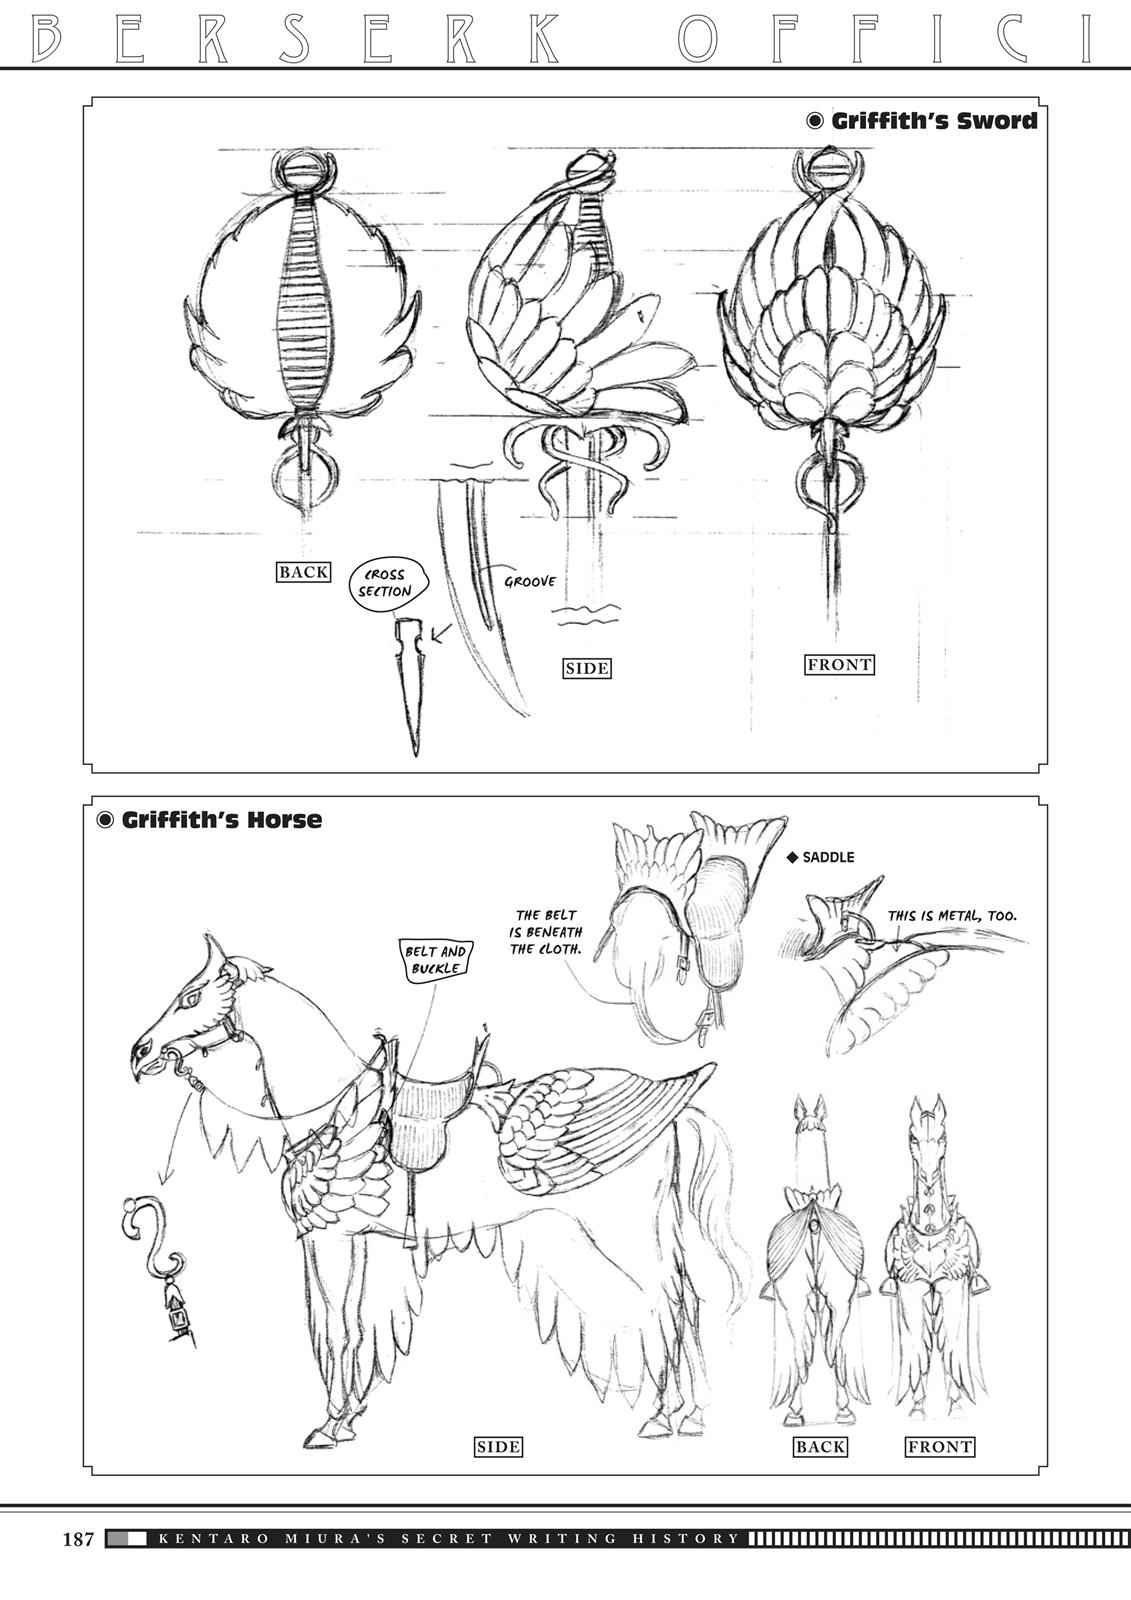 BERSERK OFFICI
Griffith's Sword
BACK
CROSS
SECTION
GROOVE
SIDE
FRONT
Griffith's Horse
◆ SADDLE
THE BELT
IS BENEATH
THE CLOTH.
THIS IS METAL, TOO.
BELT AND
BUCKLE
SIDE
BACK
FRONT
187
KENTARO MIURA'S SECRET WRITING HISTORY